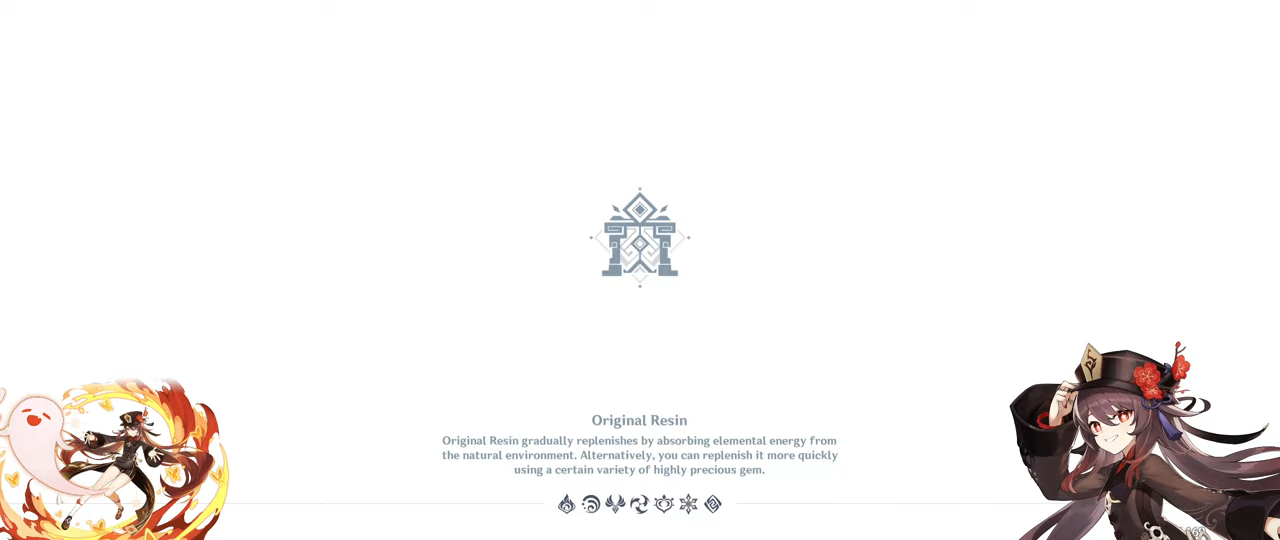 Original Resin
Original Resin gradually replenishes by absorbing elemental energy from
the natural environment. Alternatively, you can replenish it more quickly
using a certain variety of highly precious gem.